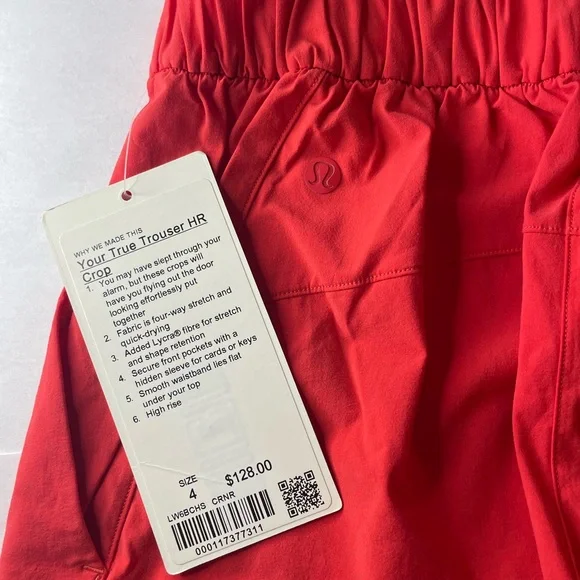 WHY WE MADE THIS
Your True Trouser HR
Crop
1. You may have slept through your
alarm, but these crops will
have you flying out the door
looking effortlessly put
together
2. Fabric is four-way stretch and
quick-drying
3. Added Lycra® fibre for stretch
and shape retention
4. Secure front pockets with a
hidden sleeve for cards or keys
5. Smooth waistband lies flat
under your top
6. High rise
SIZE
4 $128.00
LW6BCHS CRNR
000117377311